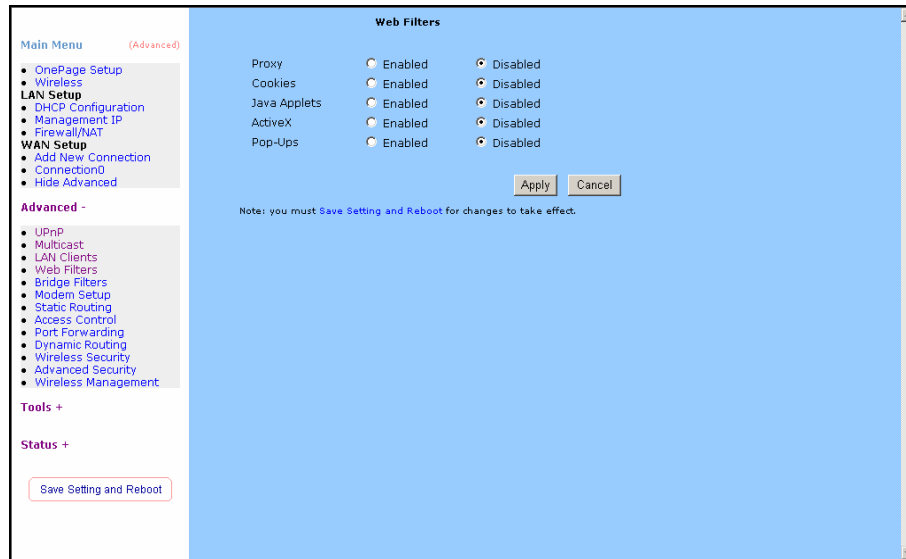 Main Menu (Advanced)
OnePage Setup
Wireless
LAN Setup
DHCP Configuration
Management IP
Firewall/NAT
WAN Setup
Add New Connection
Connection0
Hide Advanced
Advanced -
UPnP
Multicast
LAN Clients
Web Filters
Bridge Filters
Modem Setup
Static Routing
Access Control
Port Forwarding
Dynamic Routing
Wireless Security
Advanced Security
Wireless Management
Tools +
Status +
Save Setting and Reboot
Web Filters
Proxy Enabled Disabled
Cookies Enabled Disabled
Java Applets Enabled Disabled
ActiveX Enabled Disabled
Pop-Ups Enabled Disabled
Apply Cancel
Note: you must Save Setting and Reboot for changes to take effect.